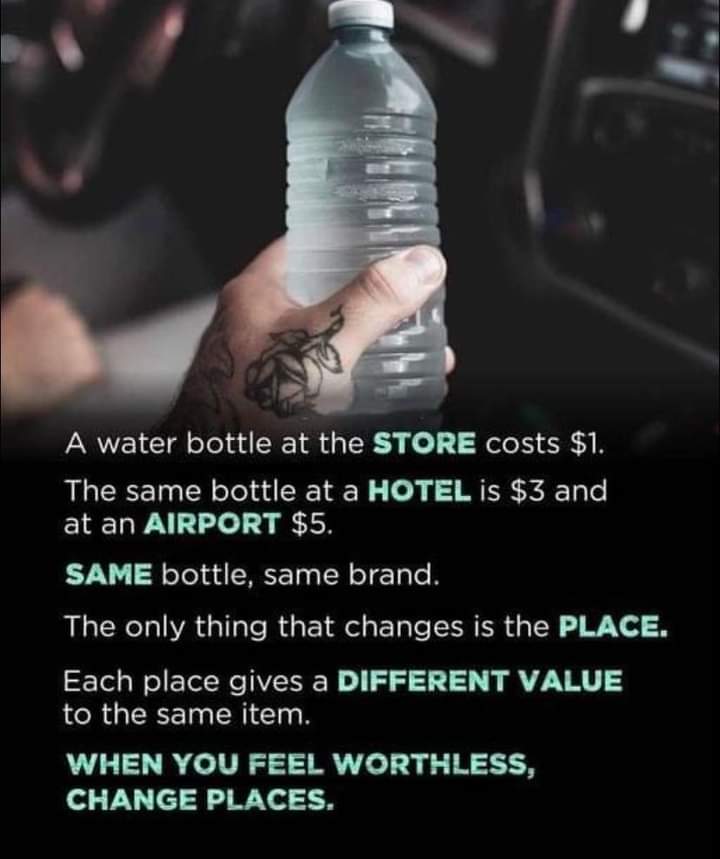 A water bottle at the STORE costs $1.
The same bottle at a HOTEL is $3 and
at an AIRPORT $5.
SAME bottle, same brand.
The only thing that changes is the PLACE.
Each place gives a DIFFERENT VALUE
to the same item.
WHEN YOU FEEL WORTHLESS,
CHANGE PLACES.